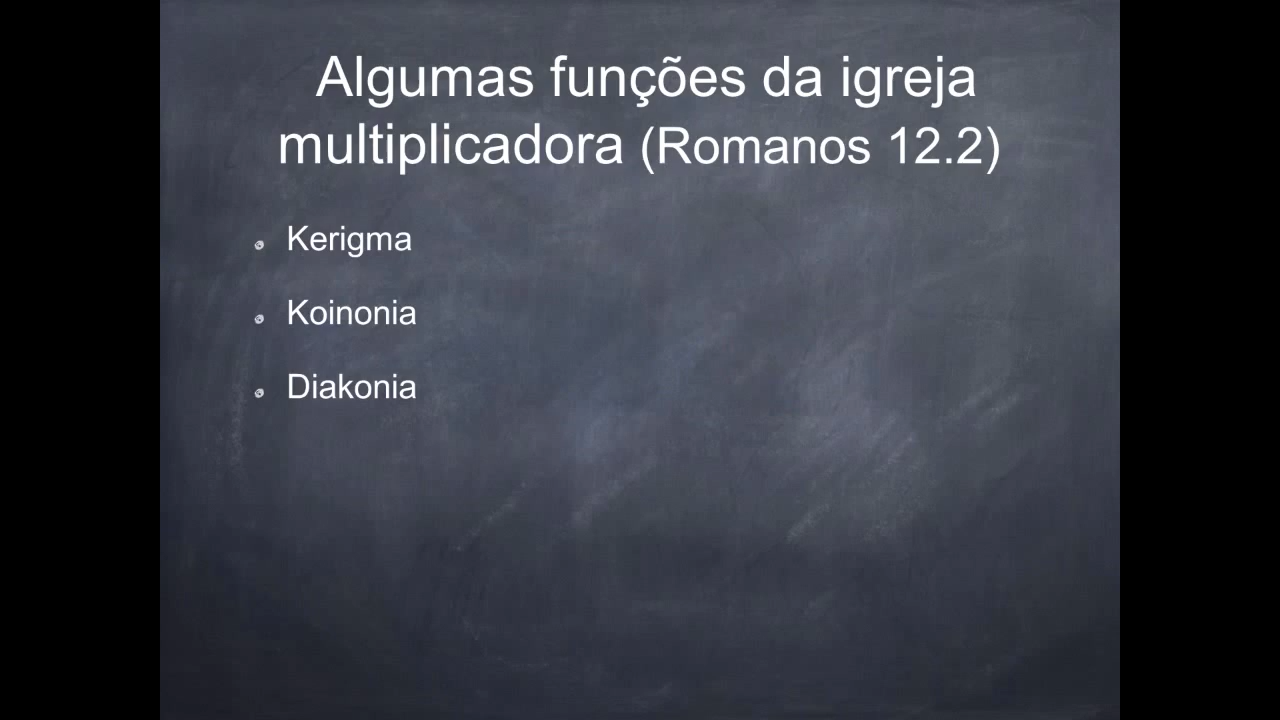 Algumas funções da igreja
multiplicadora (Romanos 12.2)
Kerigma
Koinonia
Diakonia